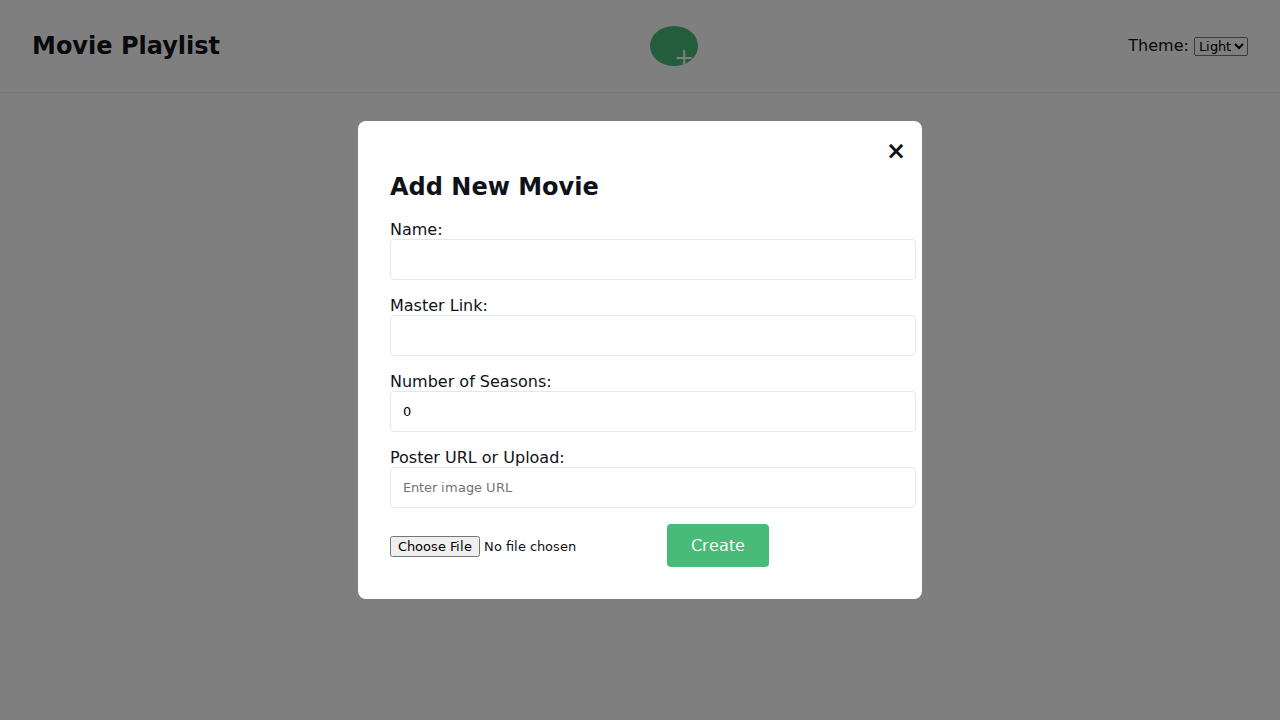 Movie Playlist
+
Theme: Light
×
Add New Movie
Name:
Master Link:
Number of Seasons:
0
Poster URL or Upload:
Enter image URL
Choose File No file chosen
Create